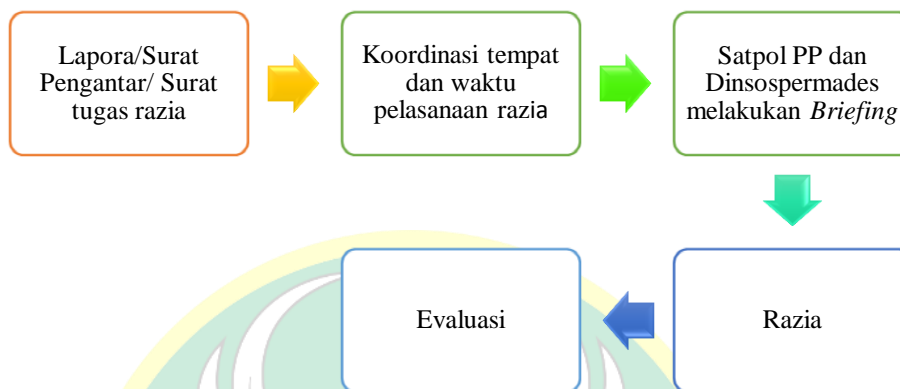 Lapora/Surat
Pengantar/ Surat
tugas razia
Koordinasi tempat
dan waktu
pelasanaan razia
Satpol PP dan
Dinsospermades
melakukan Briefing
Razia
Evaluasi